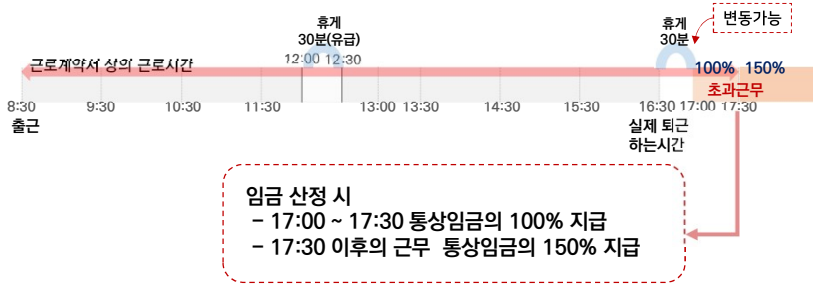 휴게
30분(유급)
휴게
30분
변동가능
12:00 12:30
근로계약서 상의 근로시간
100% 150%
초과근무
8:30 9:30 10:30 11:30 13:00 13:30 14:30 15:30 16:30 17:00 17:30
출근
실제 퇴근
하는시간
임금 산정 시
– 17:00 ~ 17:30 통상임금의 100% 지급
– 17:30 이후의 근무 통상임금의 150% 지급